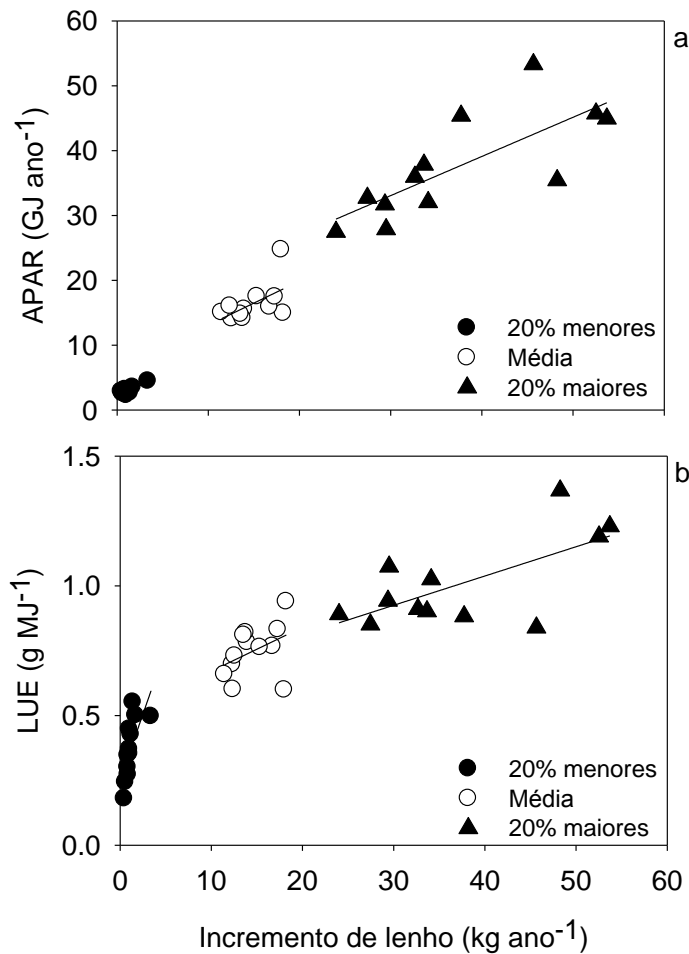 a
60
50
40
30
20
10
0
APAR (GJ ano-1)
20% menores
Média
20% maiores
b
1.5
1.0
0.5
0.0
LUE (g MJ-1)
20% menores
Média
20% maiores
0 10 20 30 40 50 60
Incremento de lenho (kg ano-1)